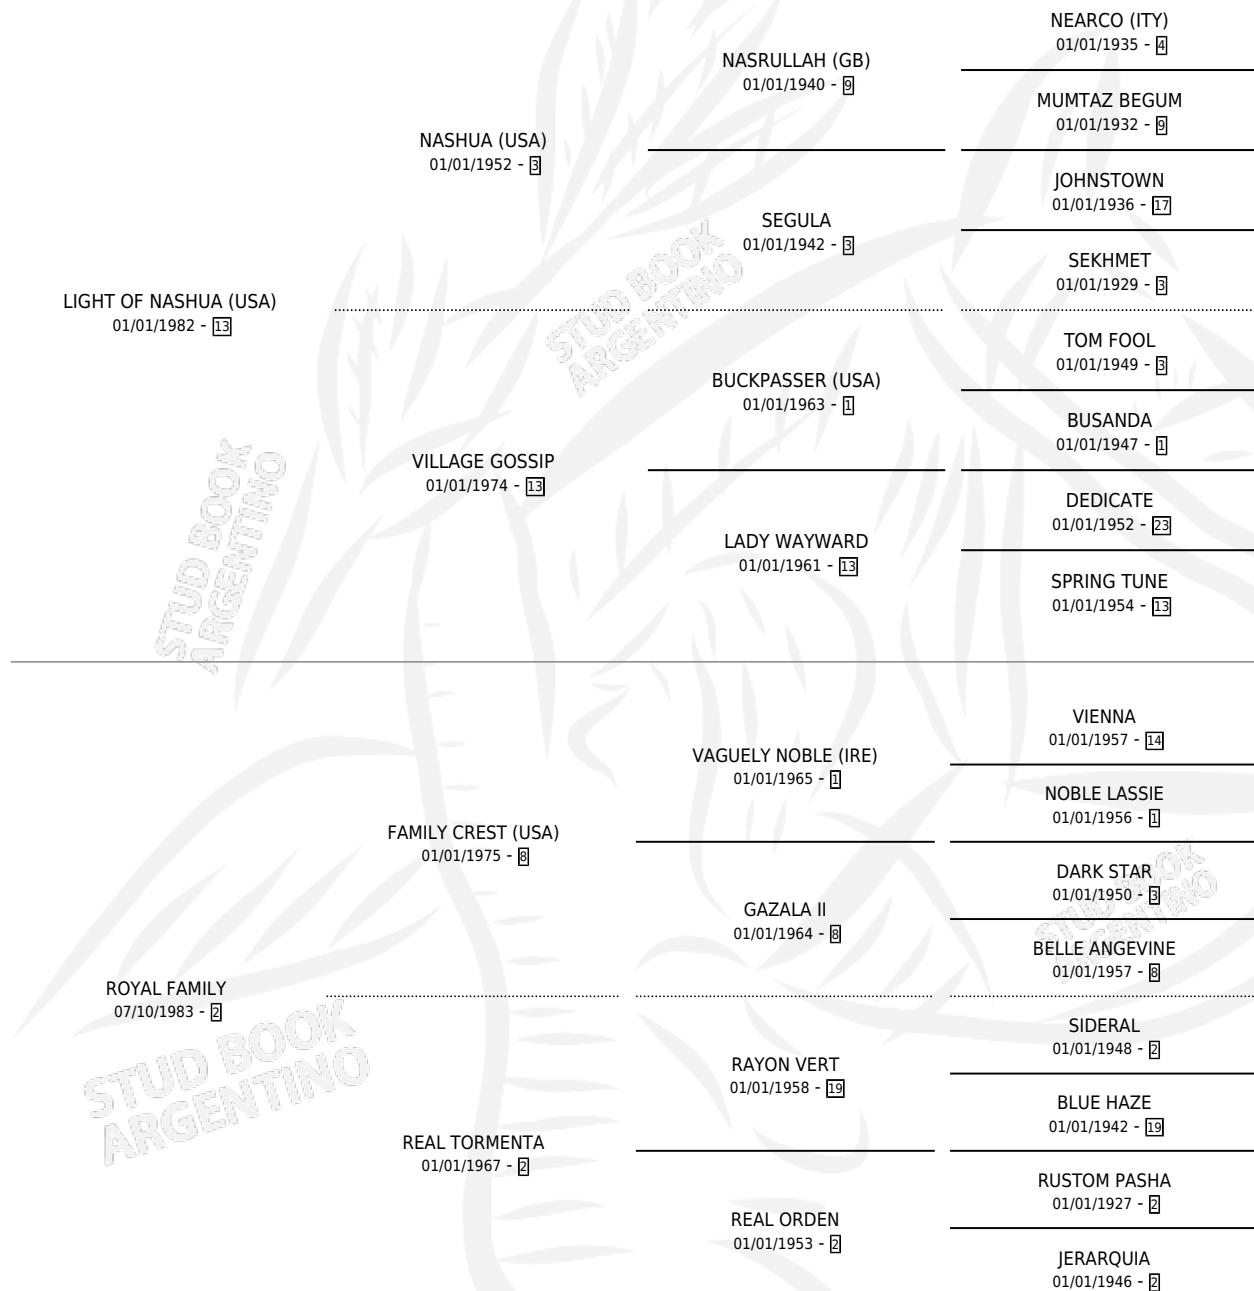 NEARCO (ITY)
01/01/1935 - 4
NASRULLAH (GB)
01/01/1940 - 9
MUMTAZ BEGUM
01/01/1932 - 9
NASHUA (USA)
01/01/1952 - 3
JOHNSTOWN
01/01/1936 - 17
SEGULA
01/01/1942 - 3
SEKHMET
01/01/1929 - 3
LIGHT OF NASHUA (USA)
01/01/1982 - 13
TOM FOOL
01/01/1949 - 3
BUCKPASSER (USA)
01/01/1963 - 1
BUSANDA
01/01/1947 - 1
VILLAGE GOSSIP
01/01/1974 - 13
DEDICATE
01/01/1952 - 23
LADY WAYWARD
01/01/1961 - 13
SPRING TUNE
01/01/1954 - 13
VIENNA
01/01/1957 - 14
VAGUELY NOBLE (IRE)
01/01/1965 - 1
NOBLE LASSIE
01/01/1956 - 1
FAMILY CREST (USA)
01/01/1975 - 8
DARK STAR
01/01/1950 - 3
GAZALA II
01/01/1964 - 8
BELLE ANGEVINE
01/01/1957 - 8
ROYAL FAMILY
07/10/1983 - 2
SIDERAL
01/01/1948 - 2
RAYON VERT
01/01/1958 - 19
BLUE HAZE
01/01/1942 - 19
REAL TORMENTA
01/01/1967 - 2
RUSTOM PASHA
01/01/1927 - 2
REAL ORDEN
01/01/1953 - 2
JERARQUIA
01/01/1946 - 2
STUD BOOK
ARGENTINO
STUD BOOK
ARGENTINO
STUD BOOK
ARGENTINO
STUD BOOK
ARGENTINO